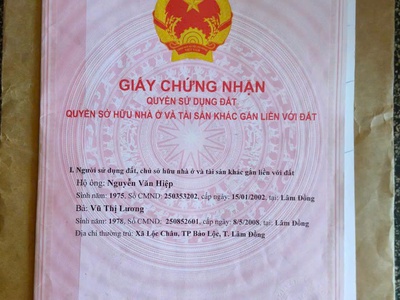 GIẤY CHỨNG NHẬN
QUYỀN SỬ DỤNG ĐẤT
QUYỀN SỞ HỮU NHÀ Ở VÀ TÀI SẢN KHÁC GẮN LIỀN VỚI ĐẤT
I. Người sử dụng đất, chủ sở hữu nhà ở và tài sản khác gắn liền với đất
Hộ ông: Nguyễn Văn Hiệp
Sinh năm: 1975, Số CMND: 250353202, cấp ngày: 15/01/2002, tại: Lâm Đồng
Bà: Vũ Thị Lương
Sinh năm: 1978, Số CMND: 250852601, cấp ngày: 8/5/2008, tại: Lâm Đồng
Địa chỉ thường trú: Xã Lộc Châu, TP Bảo Lộc, T. Lâm Đồng